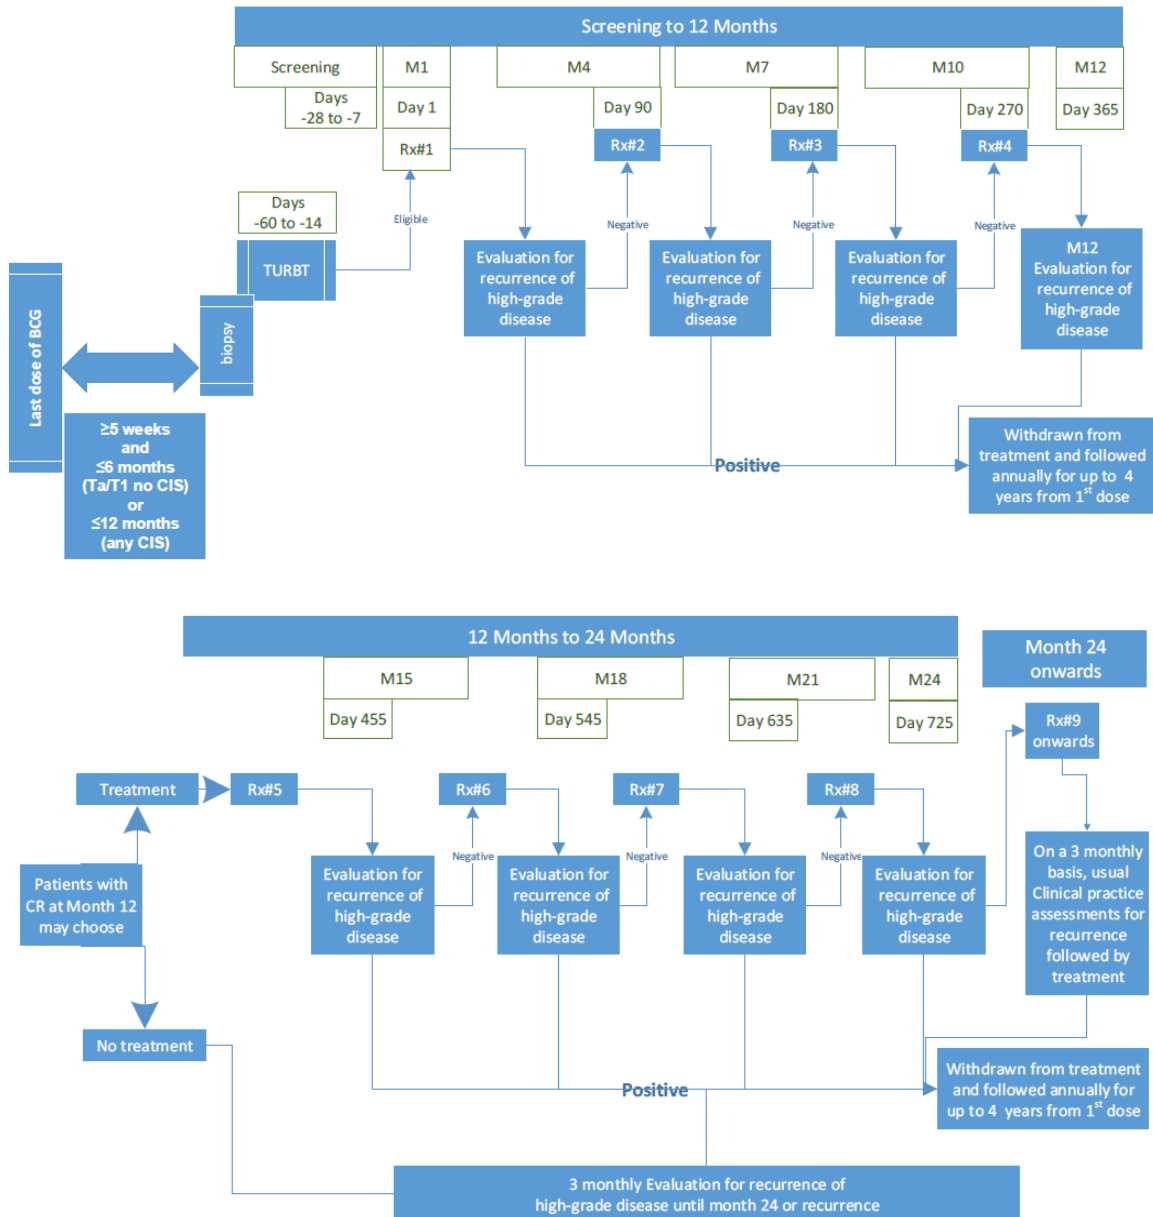 Screening to 12 Months
Screening
M1
M4
M7
M10
M12
Days
-28 to -7
Day 1
Day 90
Day 180
Day 270
Day 365
Rx#1
Rx#2
Rx#3
Rx#4
Days
-60 to -14
Eligible
Negative
Negative
Negative
TURBT
Evaluation for
recurrence of
high-grade
disease
Evaluation for
recurrence of
high-grade
disease
Evaluation for
recurrence of
high-grade
disease
M12
Evaluation for
recurrence of
high-grade
disease
Last dose of BCG
biopsy
≥5 weeks
and
≤6 months
(Ta/T1 no CIS)
or
≤12 months
(any CIS)
Positive
Withdrawn from
treatment and followed
annually for up to 4
years from 1st dose
12 Months to 24 Months
Month 24
onwards
M15
M18
M21
M24
Day 455
Day 545
Day 635
Day 725
Rx#9
onwards
Treatment
Rx#5
Rx#6
Rx#7
Rx#8
Negative
Negative
Negative
Patients with
CR at Month 12
may choose
Evaluation for
recurrence of
high-grade
disease
Evaluation for
recurrence of
high-grade
disease
Evaluation for
recurrence of
high-grade
disease
Evaluation for
recurrence of
high-grade
disease
On a 3 monthly
basis, usual
Clinical practice
assessments for
recurrence
followed by
treatment
No treatment
Positive
Withdrawn from treatment
and followed annually for
up to 4 years from 1st dose
3 monthly Evaluation for recurrence of
high-grade disease until month 24 or recurrence